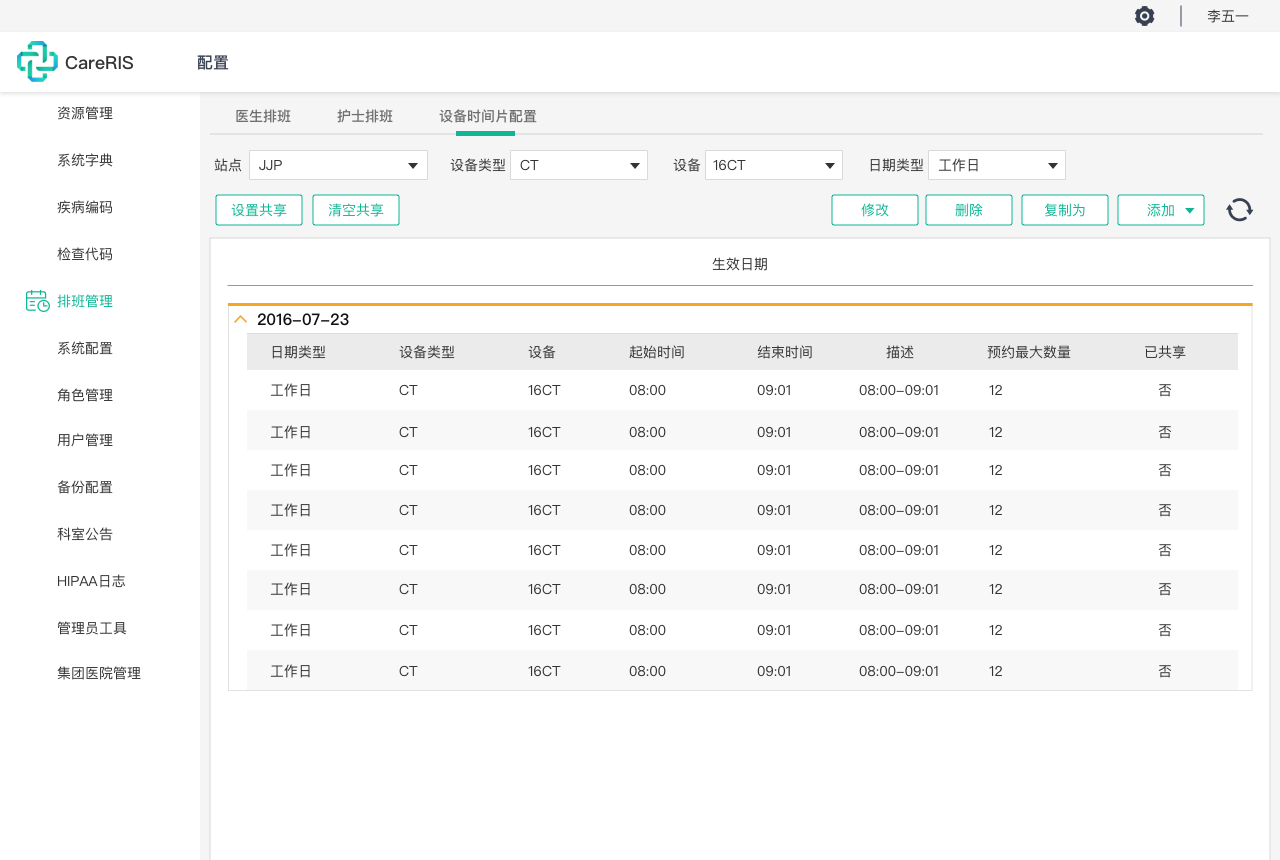 李五一
CareRIS 配置
资源管理
系统字典
疾病编码
检查代码
排班管理
系统配置
角色管理
用户管理
备份配置
科室公告
HIPAA日志
管理员工具
集团医院管理
医生排班 护士排班 设备时间片配置
站点 JJP 设备类型 CT 设备 16CT 日期类型 工作日
设置共享 清空共享 修改 删除 复制为 添加
生效日期
2016-07-23
日期类型 设备类型 设备 起始时间 结束时间 描述 预约最大数量 已共享
工作日 CT 16CT 08:00 09:01 08:00-09:01 12 否
工作日 CT 16CT 08:00 09:01 08:00-09:01 12 否
工作日 CT 16CT 08:00 09:01 08:00-09:01 12 否
工作日 CT 16CT 08:00 09:01 08:00-09:01 12 否
工作日 CT 16CT 08:00 09:01 08:00-09:01 12 否
工作日 CT 16CT 08:00 09:01 08:00-09:01 12 否
工作日 CT 16CT 08:00 09:01 08:00-09:01 12 否
工作日 CT 16CT 08:00 09:01 08:00-09:01 12 否